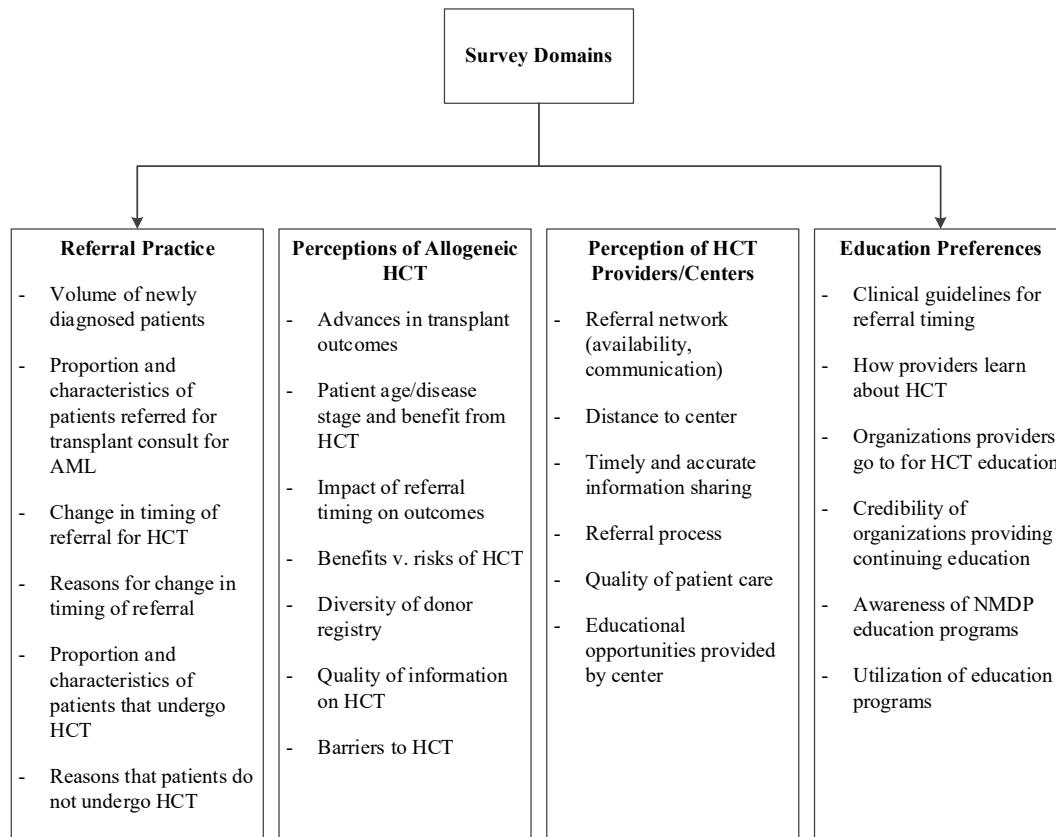 Survey Domains
Referral Practice
- Volume of newly
diagnosed patients
- Proportion and
characteristics of
patients referred for
transplant consult for
AML
- Change in timing of
referral for HCT
- Reasons for change in
timing of referral
- Proportion and
characteristics of
patients that undergo
HCT
- Reasons that patients do
not undergo HCT
Perceptions of Allogeneic
HCT
- Advances in transplant
outcomes
- Patient age/disease
stage and benefit from
HCT
- Impact of referral
timing on outcomes
- Benefits v. risks of HCT
- Diversity of donor
registry
- Quality of information
on HCT
- Barriers to HCT
Perception of HCT
Providers/Centers
- Referral network
(availability,
communication)
- Distance to center
- Timely and accurate
information sharing
- Referral process
- Quality of patient care
- Educational
opportunities provided
by center
Education Preferences
- Clinical guidelines for
referral timing
- How providers learn
about HCT
- Organizations providers
go to for HCT education
- Credibility of
organizations providing
continuing education
- Awareness of NMDP
education programs
- Utilization of education
programs